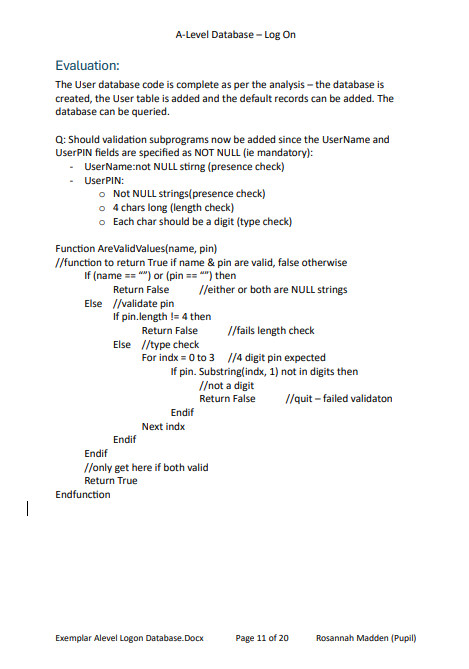 A-Level Database – Log On
Evaluation:
The User database code is complete as per the analysis – the database is
created, the User table is added and the default records can be added. The
database can be queried.
Q: Should validation subprograms now be added since the UserName and
UserPIN fields are specified as NOT NULL (ie mandatory):
- UserName:not NULL stirng (presence check)
- UserPIN:
o Not NULL strings(presence check)
o 4 chars long (length check)
o Each char should be a digit (type check)
Function AreValidValues(name, pin)
//function to return True if name & pin are valid, false otherwise
If (name == “”) or (pin == “”) then
Return False //either or both are NULL strings
Else //validate pin
If pin.length != 4 then
Return False //fails length check
Else //type check
For indx = 0 to 3 //4 digit pin expected
If pin. Substring(indx, 1) not in digits then
//not a digit
Return False //quit – failed validaton
Endif
Next indx
Endif
Endif
//only get here if both valid
Return True
Endfunction
Exemplar Alevel Logon Database.Docx Page 11 of 20 Rosannah Madden (Pupil)